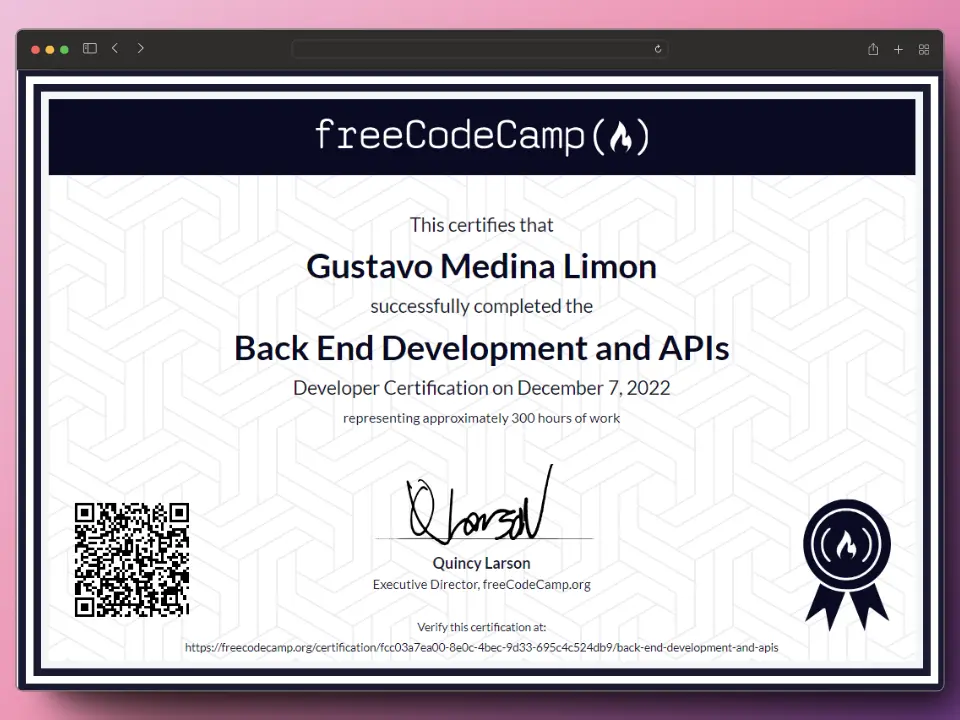 freeCodeCamp(🔥)
This certifies that
Gustavo Medina Limon
successfully completed the
Back End Development and APIs
Developer Certification on December 7, 2022
representing approximately 300 hours of work
Q Larson
Quincy Larson
Executive Director, freeCodeCamp.org
Verify this certification at:
https://freecodecamp.org/certification/fcc03a7ea00-8e0c-4bec-9d33-695c4c524db9/back-end-development-and-apis